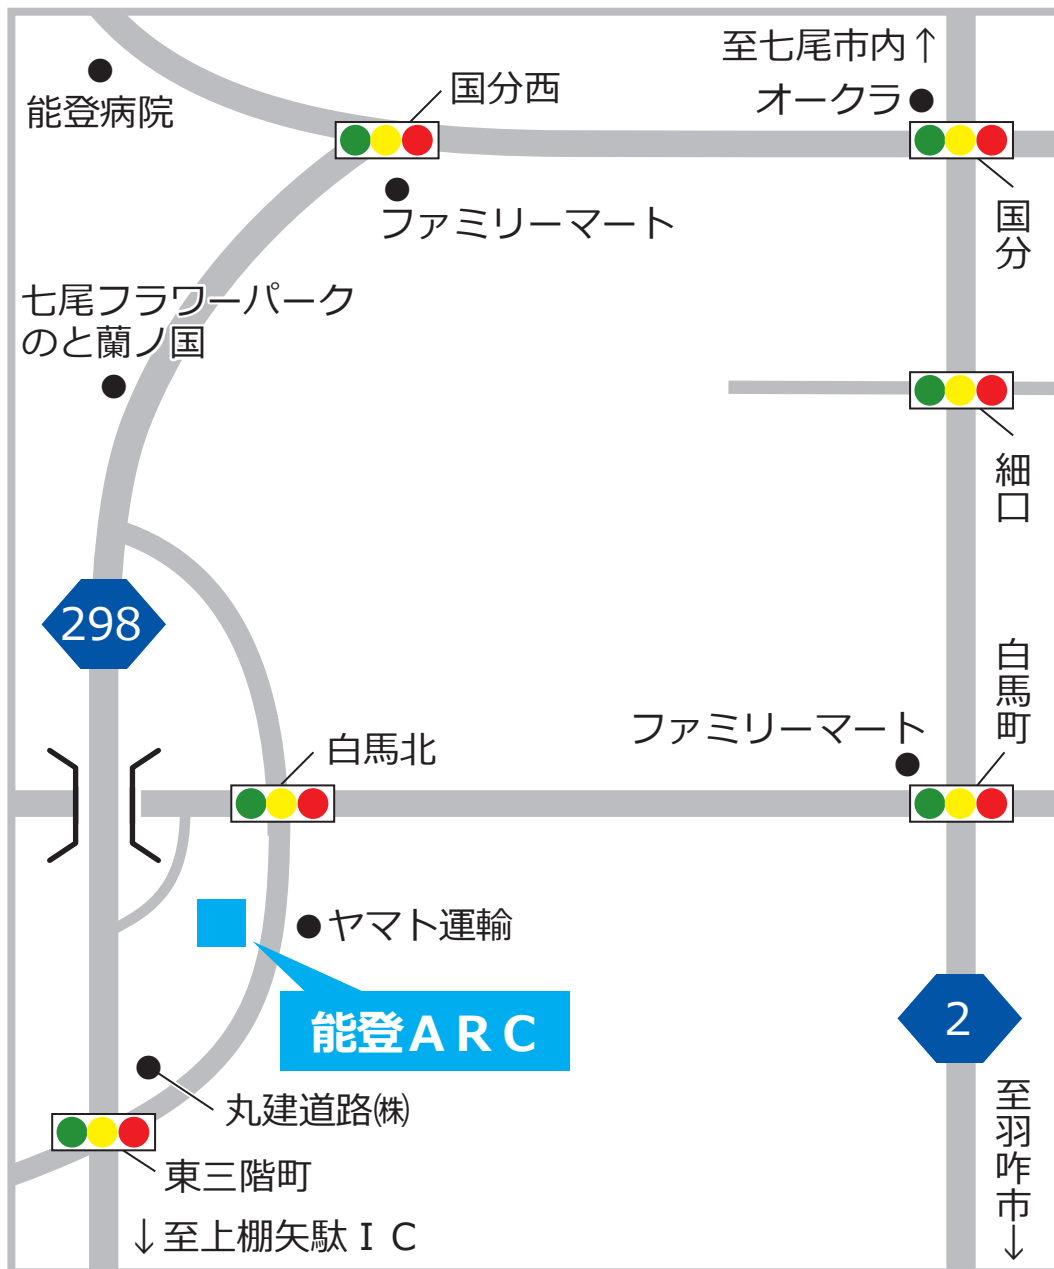 至七尾市内↑
国分西
オークラ
能登病院
ファミリーマート
国分
七尾フラワーパーク
のと蘭ノ国
細口
298
白馬町
ファミリーマート
白馬北
ヤマト運輸
能登ARC
2
丸建道路㈱
東三階町
↓至上棚矢駄IC
至羽咋市↓